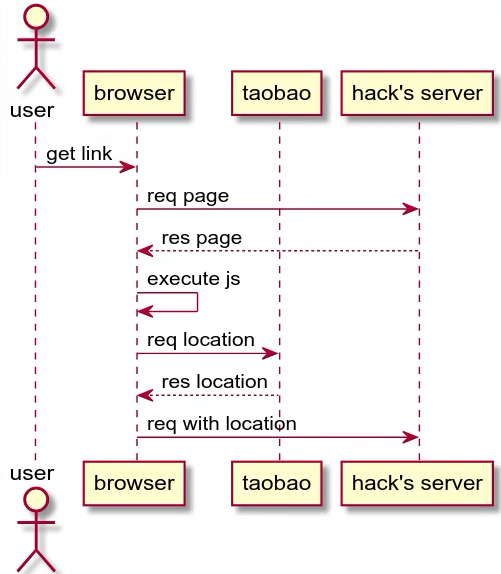 user
browser
taobao
hack's server
get link
req page
res page
execute js
req location
res location
req with location
user
browser
taobao
hack's server